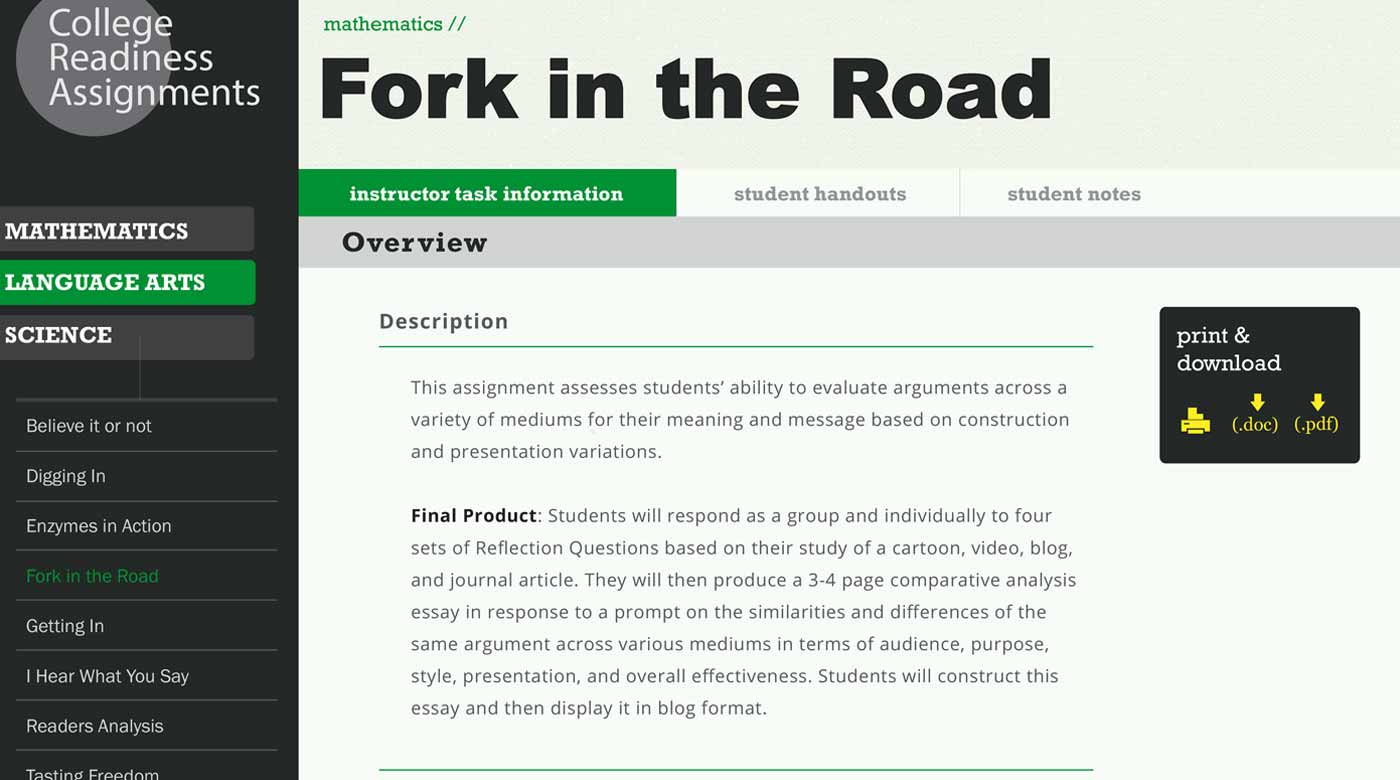 College
Readiness
Assignments
MATHEMATICS
LANGUAGE ARTS
SCIENCE
Believe it or not
Digging In
Enzymes in Action
Fork in the Road
Getting In
I Hear What You Say
Readers Analysis
Tasting Freedom
mathematics //
Fork in the Road
instructor task information
student handouts
student notes
Overview
Description
This assignment assesses students’ ability to evaluate arguments across a
variety of mediums for their meaning and message based on construction
and presentation variations.
Final Product: Students will respond as a group and individually to four
sets of Reflection Questions based on their study of a cartoon, video, blog,
and journal article. They will then produce a 3-4 page comparative analysis
essay in response to a prompt on the similarities and differences of the
same argument across various mediums in terms of audience, purpose,
style, presentation, and overall effectiveness. Students will construct this
essay and then display it in blog format.
print &
download
(.doc)
(.pdf)